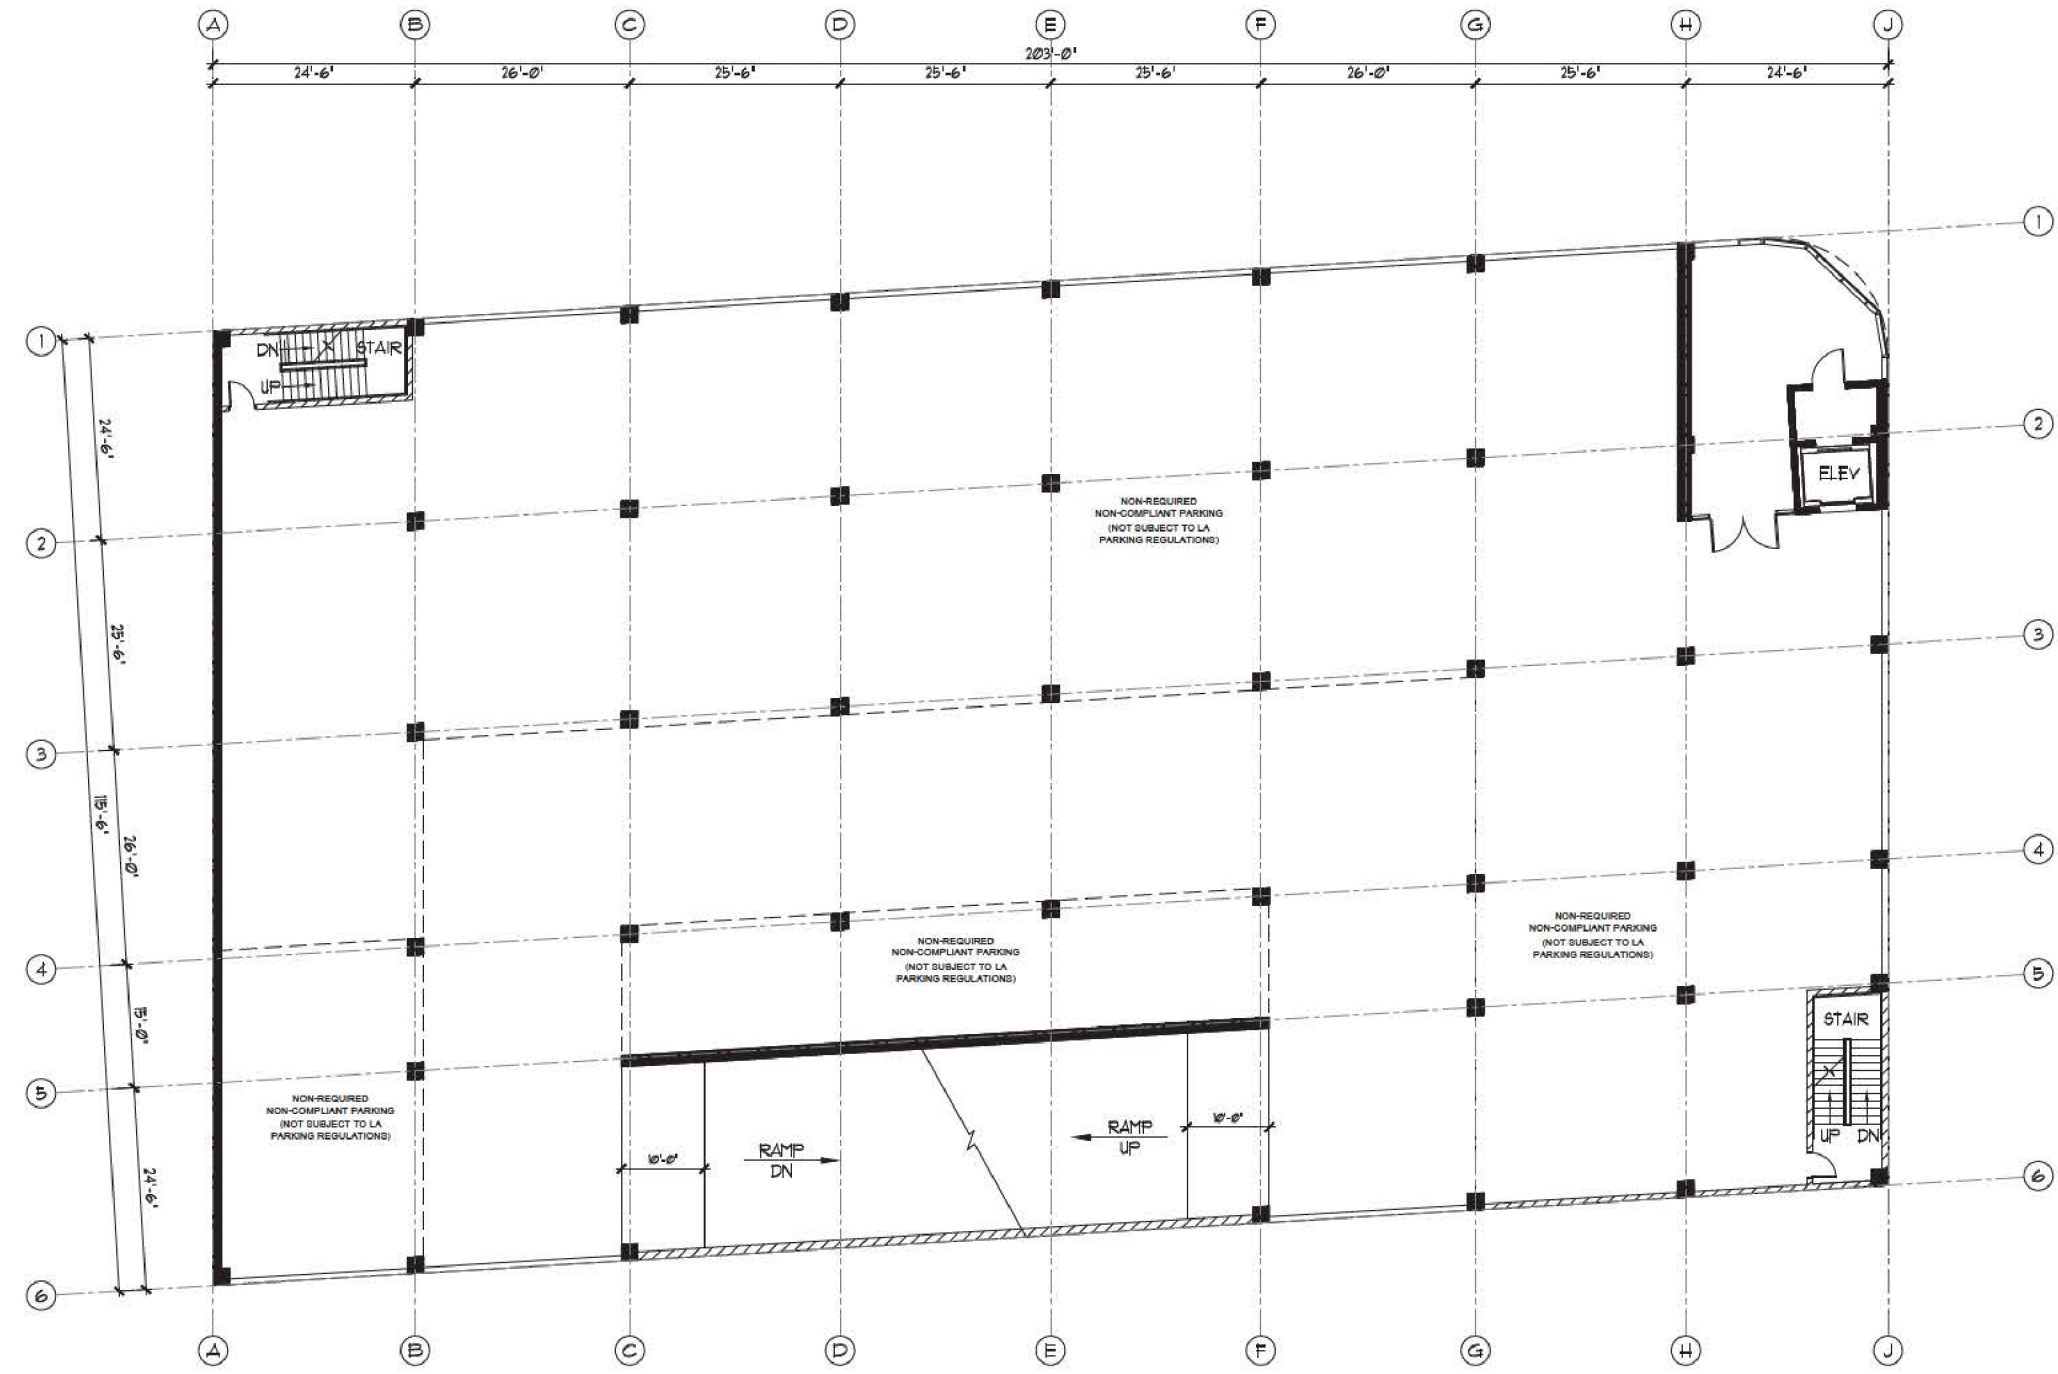 A B C D E F G H J
203'-0"
24'-6" 26'-0" 25'-6" 25'-6" 25'-6" 26'-0" 25'-6" 24'-6"
1
1
DN STAIR
UP
2
ELEV
24'-6"
NON-REQUIRED
NON-COMPLIANT PARKING
(NOT SUBJECT TO LA
PARKING REGULATIONS)
2
3
25'-6"
3
115'-6"
26'-0"
4
NON-REQUIRED
NON-COMPLIANT PARKING
(NOT SUBJECT TO LA
PARKING REGULATIONS)
NON-REQUIRED
NON-COMPLIANT PARKING
(NOT SUBJECT TO LA
PARKING REGULATIONS)
4
5
15'-0"
STAIR
UP DN
5
NON-REQUIRED
NON-COMPLIANT PARKING
(NOT SUBJECT TO LA
PARKING REGULATIONS)
RAMP
UP
10'-0"
RAMP
DN
10'-0"
24'-6"
6
6
A B C D E F G H J